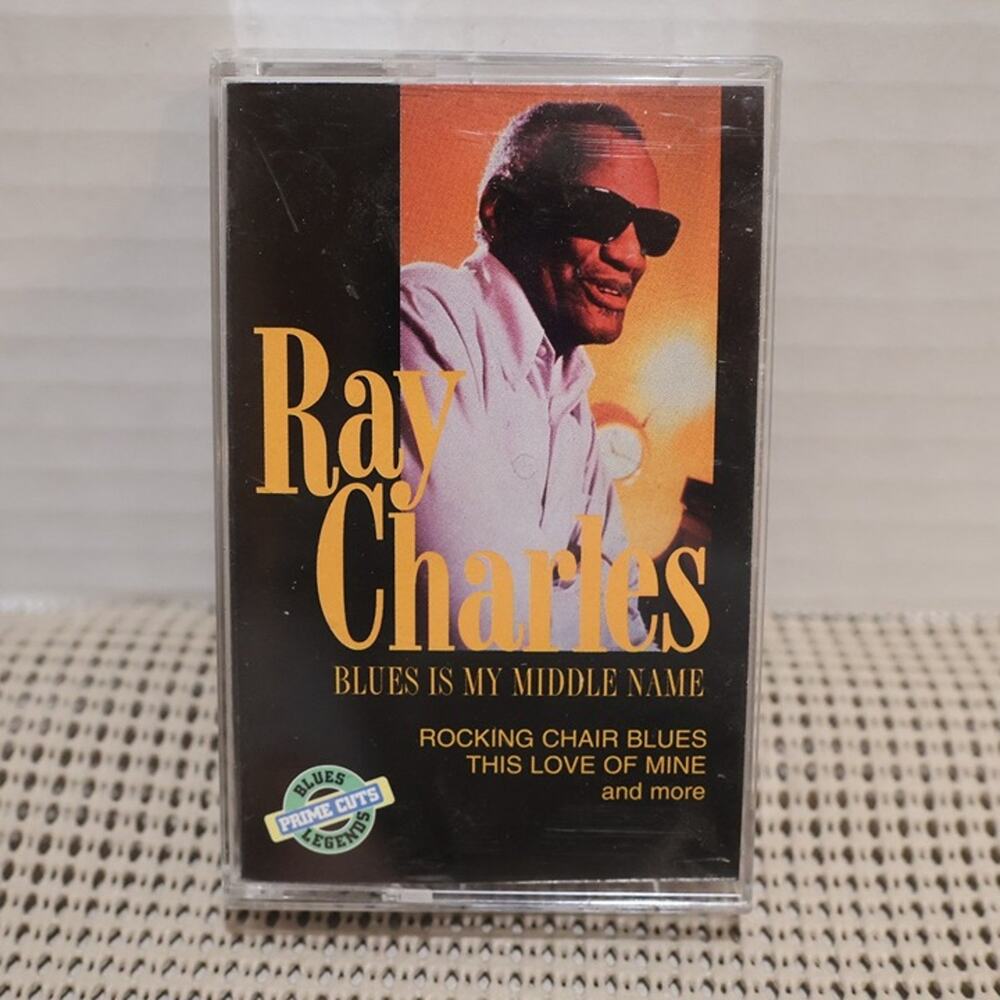 Ray
Charles
BLUES IS MY MIDDLE NAME
ROCKING CHAIR BLUES
THIS LOVE OF MINE
and more
BLUES
PRIME CUTS
LEGENDS